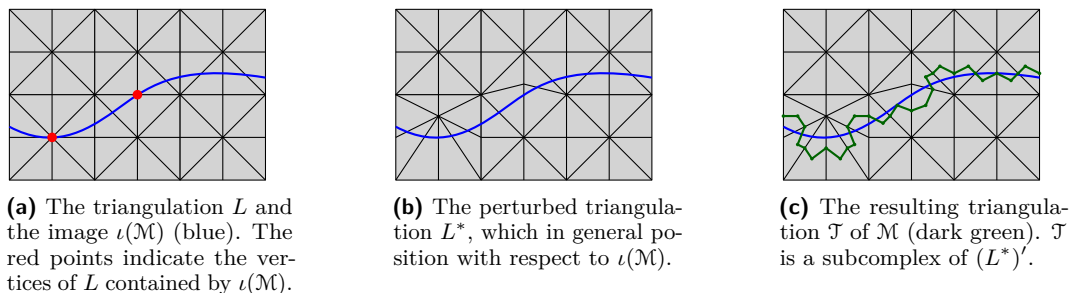 (a) The triangulation L and
the image ι(ℳ) (blue). The
red points indicate the ver-
tices of L contained by ι(ℳ).
(b) The perturbed triangula-
tion L*, which in general po-
sition with respect to ι(ℳ).
(c) The resulting triangula-
tion 𝒯 of ℳ (dark green). 𝒯
is a subcomplex of (L*)′.